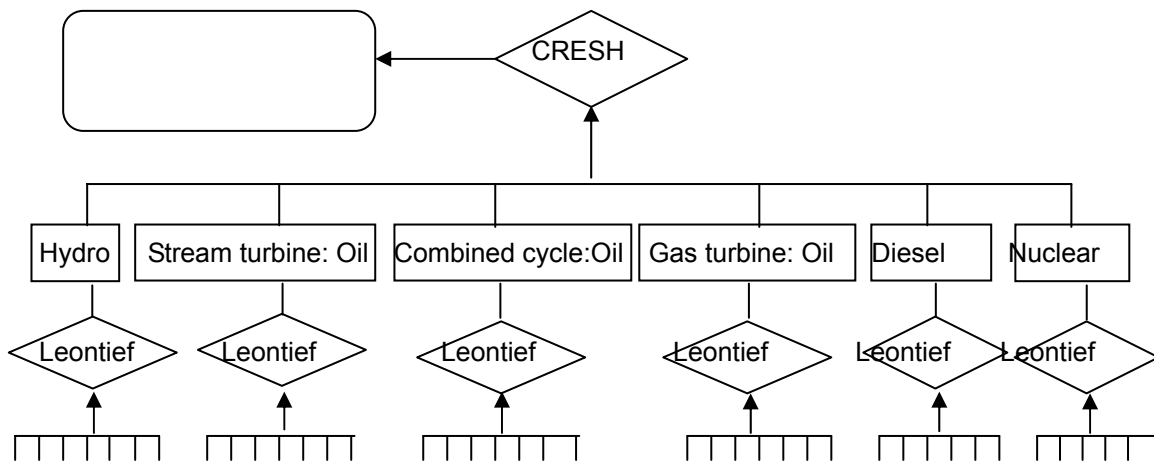 CRESH
Hydro
Stream turbine: Oil
Combined cycle:Oil
Gas turbine: Oil
Diesel
Nuclear
Leontief
Leontief
Leontief
Leontief
Leontief
Leontief